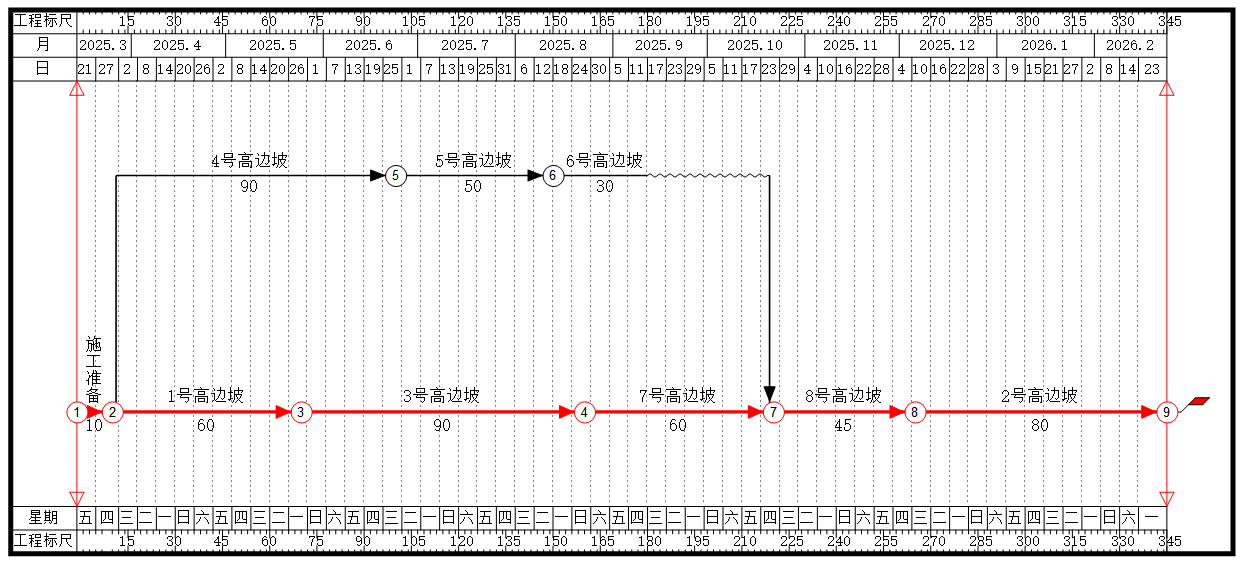 工程标尺 15 30 45 60 75 90 105 120 135 150 165 180 195 210 225 240 255 270 285 300 315 330 345
月 2025.3 2025.4 2025.5 2025.6 2025.7 2025.8 2025.9 2025.10 2025.11 2025.12 2026.1 2026.2
日 21 27 2 8 14 20 26 2 8 14 20 26 1 7 13 19 25 1 7 13 19 25 31 6 12 18 24 30 5 11 17 23 29 5 11 17 23 29 4 10 16 22 28 4 10 16 22 28 3 9 15 21 27 2 8 14 23
4号高边坡 5号高边坡 6号高边坡
5 6
90 50 30
施工准备
1号高边坡 3号高边坡 7号高边坡 8号高边坡 2号高边坡
1 2 3 4 7 8 9
10 60 90 60 45 80
星期 五 四 三 二 一 日 六 五 四 三 二 一 日 六 五 四 三 二 一 日 六 五 四 三 二 一 日 六 五 四 三 二 一 日 六 五 四 三 二 一 日 六 五 四 三 二 一 日 六 五 四 三 二 一 日 六 一
工程标尺 15 30 45 60 75 90 105 120 135 150 165 180 195 210 225 240 255 270 285 300 315 330 345